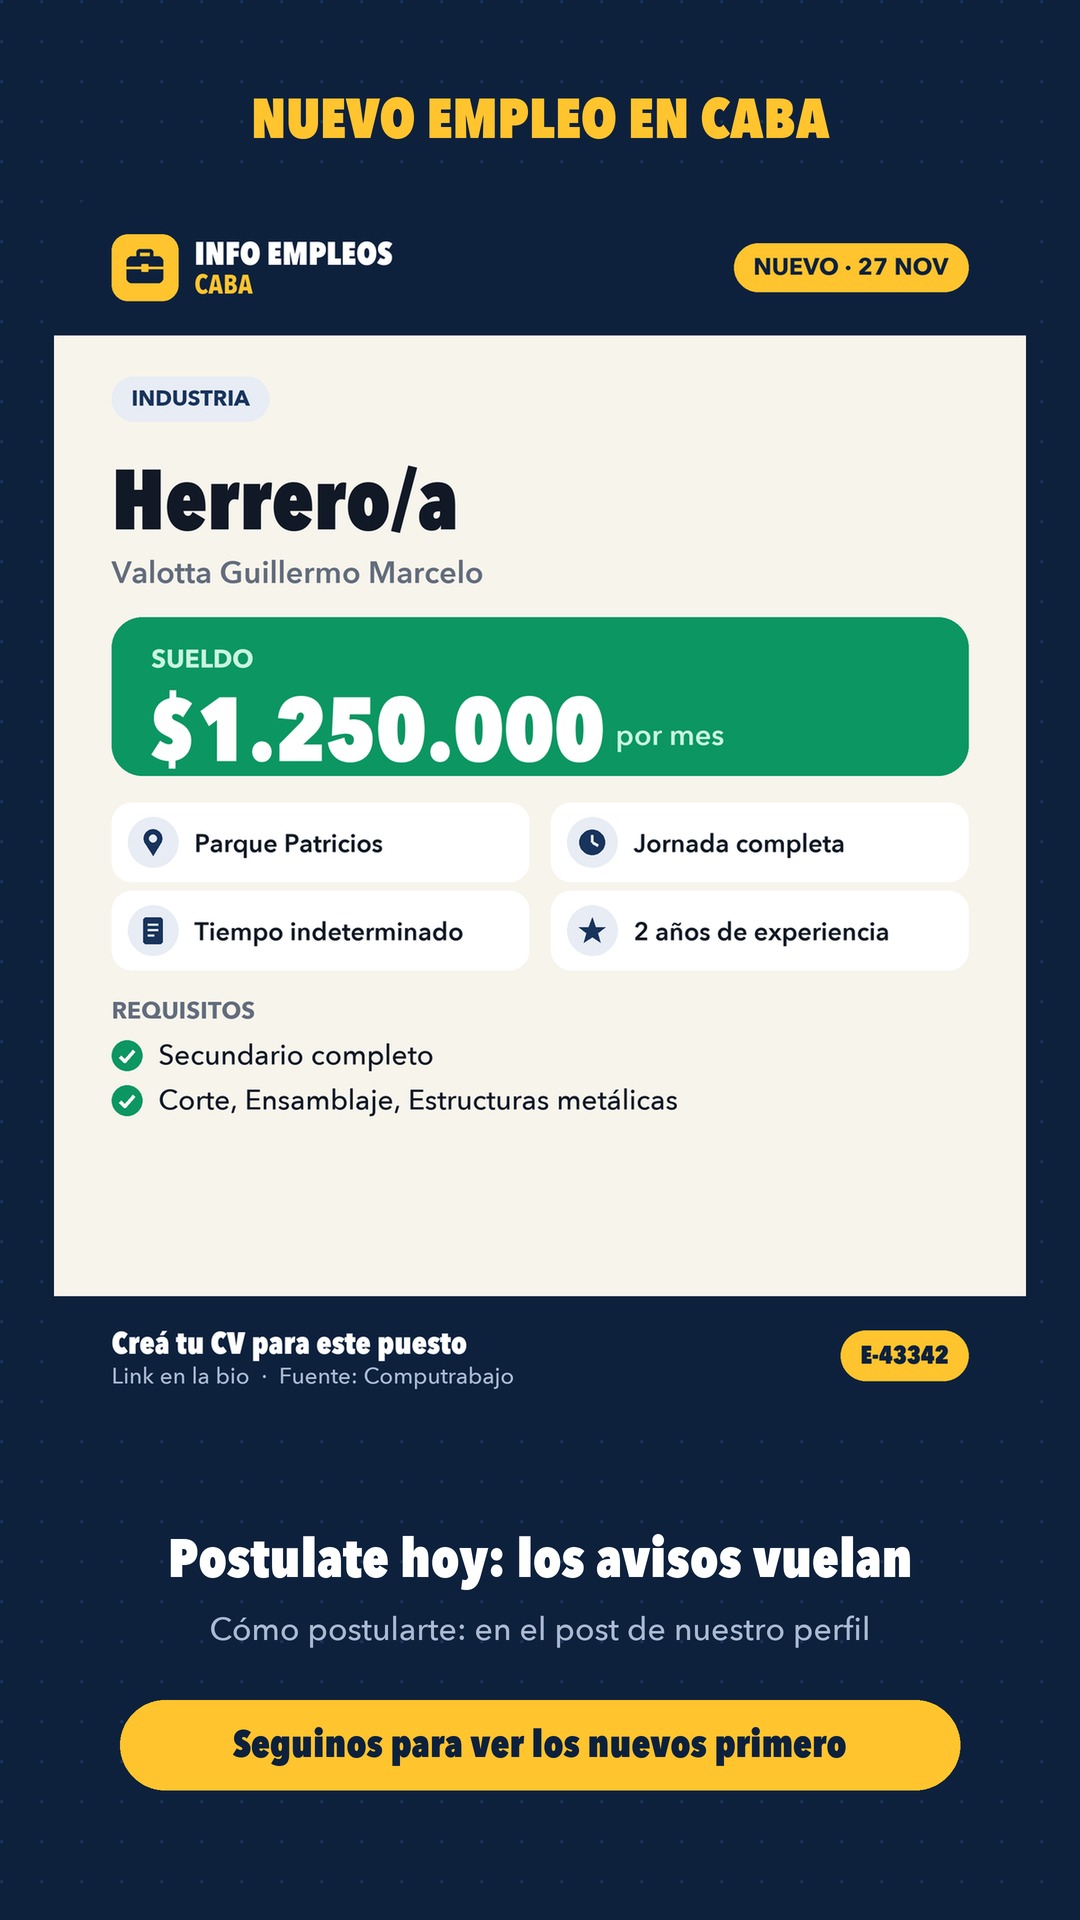 NUEVO EMPLEO EN CABA
INFO EMPLEOS
CABA
NUEVO · 27 NOV
INDUSTRIA
Herrero/a
Valotta Guillermo Marcelo
SUELDO
$1.250.000 por mes
Parque Patricios
Jornada completa
Tiempo indeterminado
2 años de experiencia
REQUISITOS
Secundario completo
Corte, Ensamblaje, Estructuras metálicas
Creá tu CV para este puesto
Link en la bio · Fuente: Computrabajo
E-43342
Postulate hoy: los avisos vuelan
Cómo postularte: en el post de nuestro perfil
Seguinos para ver los nuevos primero